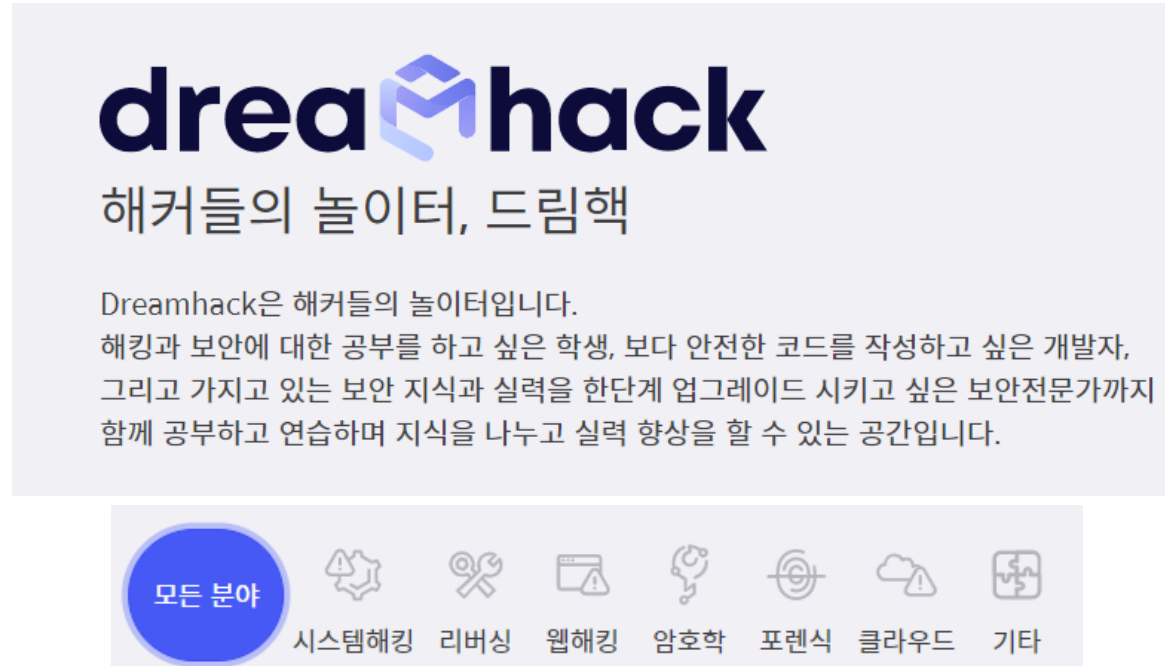 dreamhack
해커들의 놀이터, 드림핵
Dreamhack은 해커들의 놀이터입니다.
해킹과 보안에 대한 공부를 하고 싶은 학생, 보다 안전한 코드를 작성하고 싶은 개발자,
그리고 가지고 있는 보안 지식과 실력을 한단계 업그레이드 시키고 싶은 보안전문가까지
함께 공부하고 연습하며 지식을 나누고 실력 향상을 할 수 있는 공간입니다.
모든 분야
시스템해킹 리버싱 웹해킹 암호학 포렌식 클라우드 기타